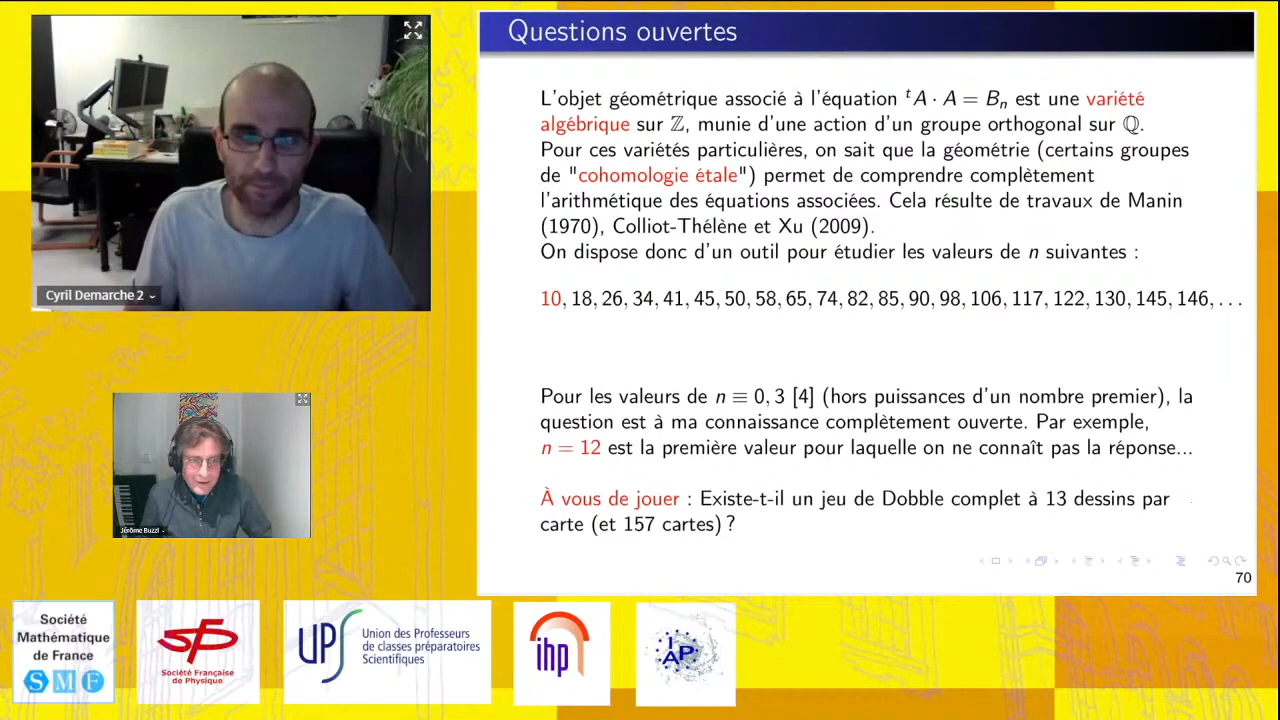 Cyril Demarche 2
Jérôme Buzzi
Questions ouvertes
L'objet géométrique associé à l'équation ᵗA · A = Bₙ est une variété
algébrique sur ℤ, munie d'une action d'un groupe orthogonal sur ℚ.
Pour ces variétés particulières, on sait que la géométrie (certains groupes
de "cohomologie étale") permet de comprendre complètement
l'arithmétique des équations associées. Cela résulte de travaux de Manin
(1970), Colliot-Thélène et Xu (2009).
On dispose donc d'un outil pour étudier les valeurs de n suivantes :
10, 18, 26, 34, 41, 45, 50, 58, 65, 74, 82, 85, 90, 98, 106, 117, 122, 130, 145, 146, . . .
Pour les valeurs de n ≡ 0, 3 [4] (hors puissances d'un nombre premier), la
question est à ma connaissance complètement ouverte. Par exemple,
n = 12 est la première valeur pour laquelle on ne connaît pas la réponse...
À vous de jouer : Existe-t-il un jeu de Dobble complet à 13 dessins par
carte (et 157 cartes) ?
70
Société
Mathématique
de France
SMF
sfp
Société Française
de Physique
UPS
Union des Professeurs
de classes préparatoires
Scientifiques
ihp
IAP